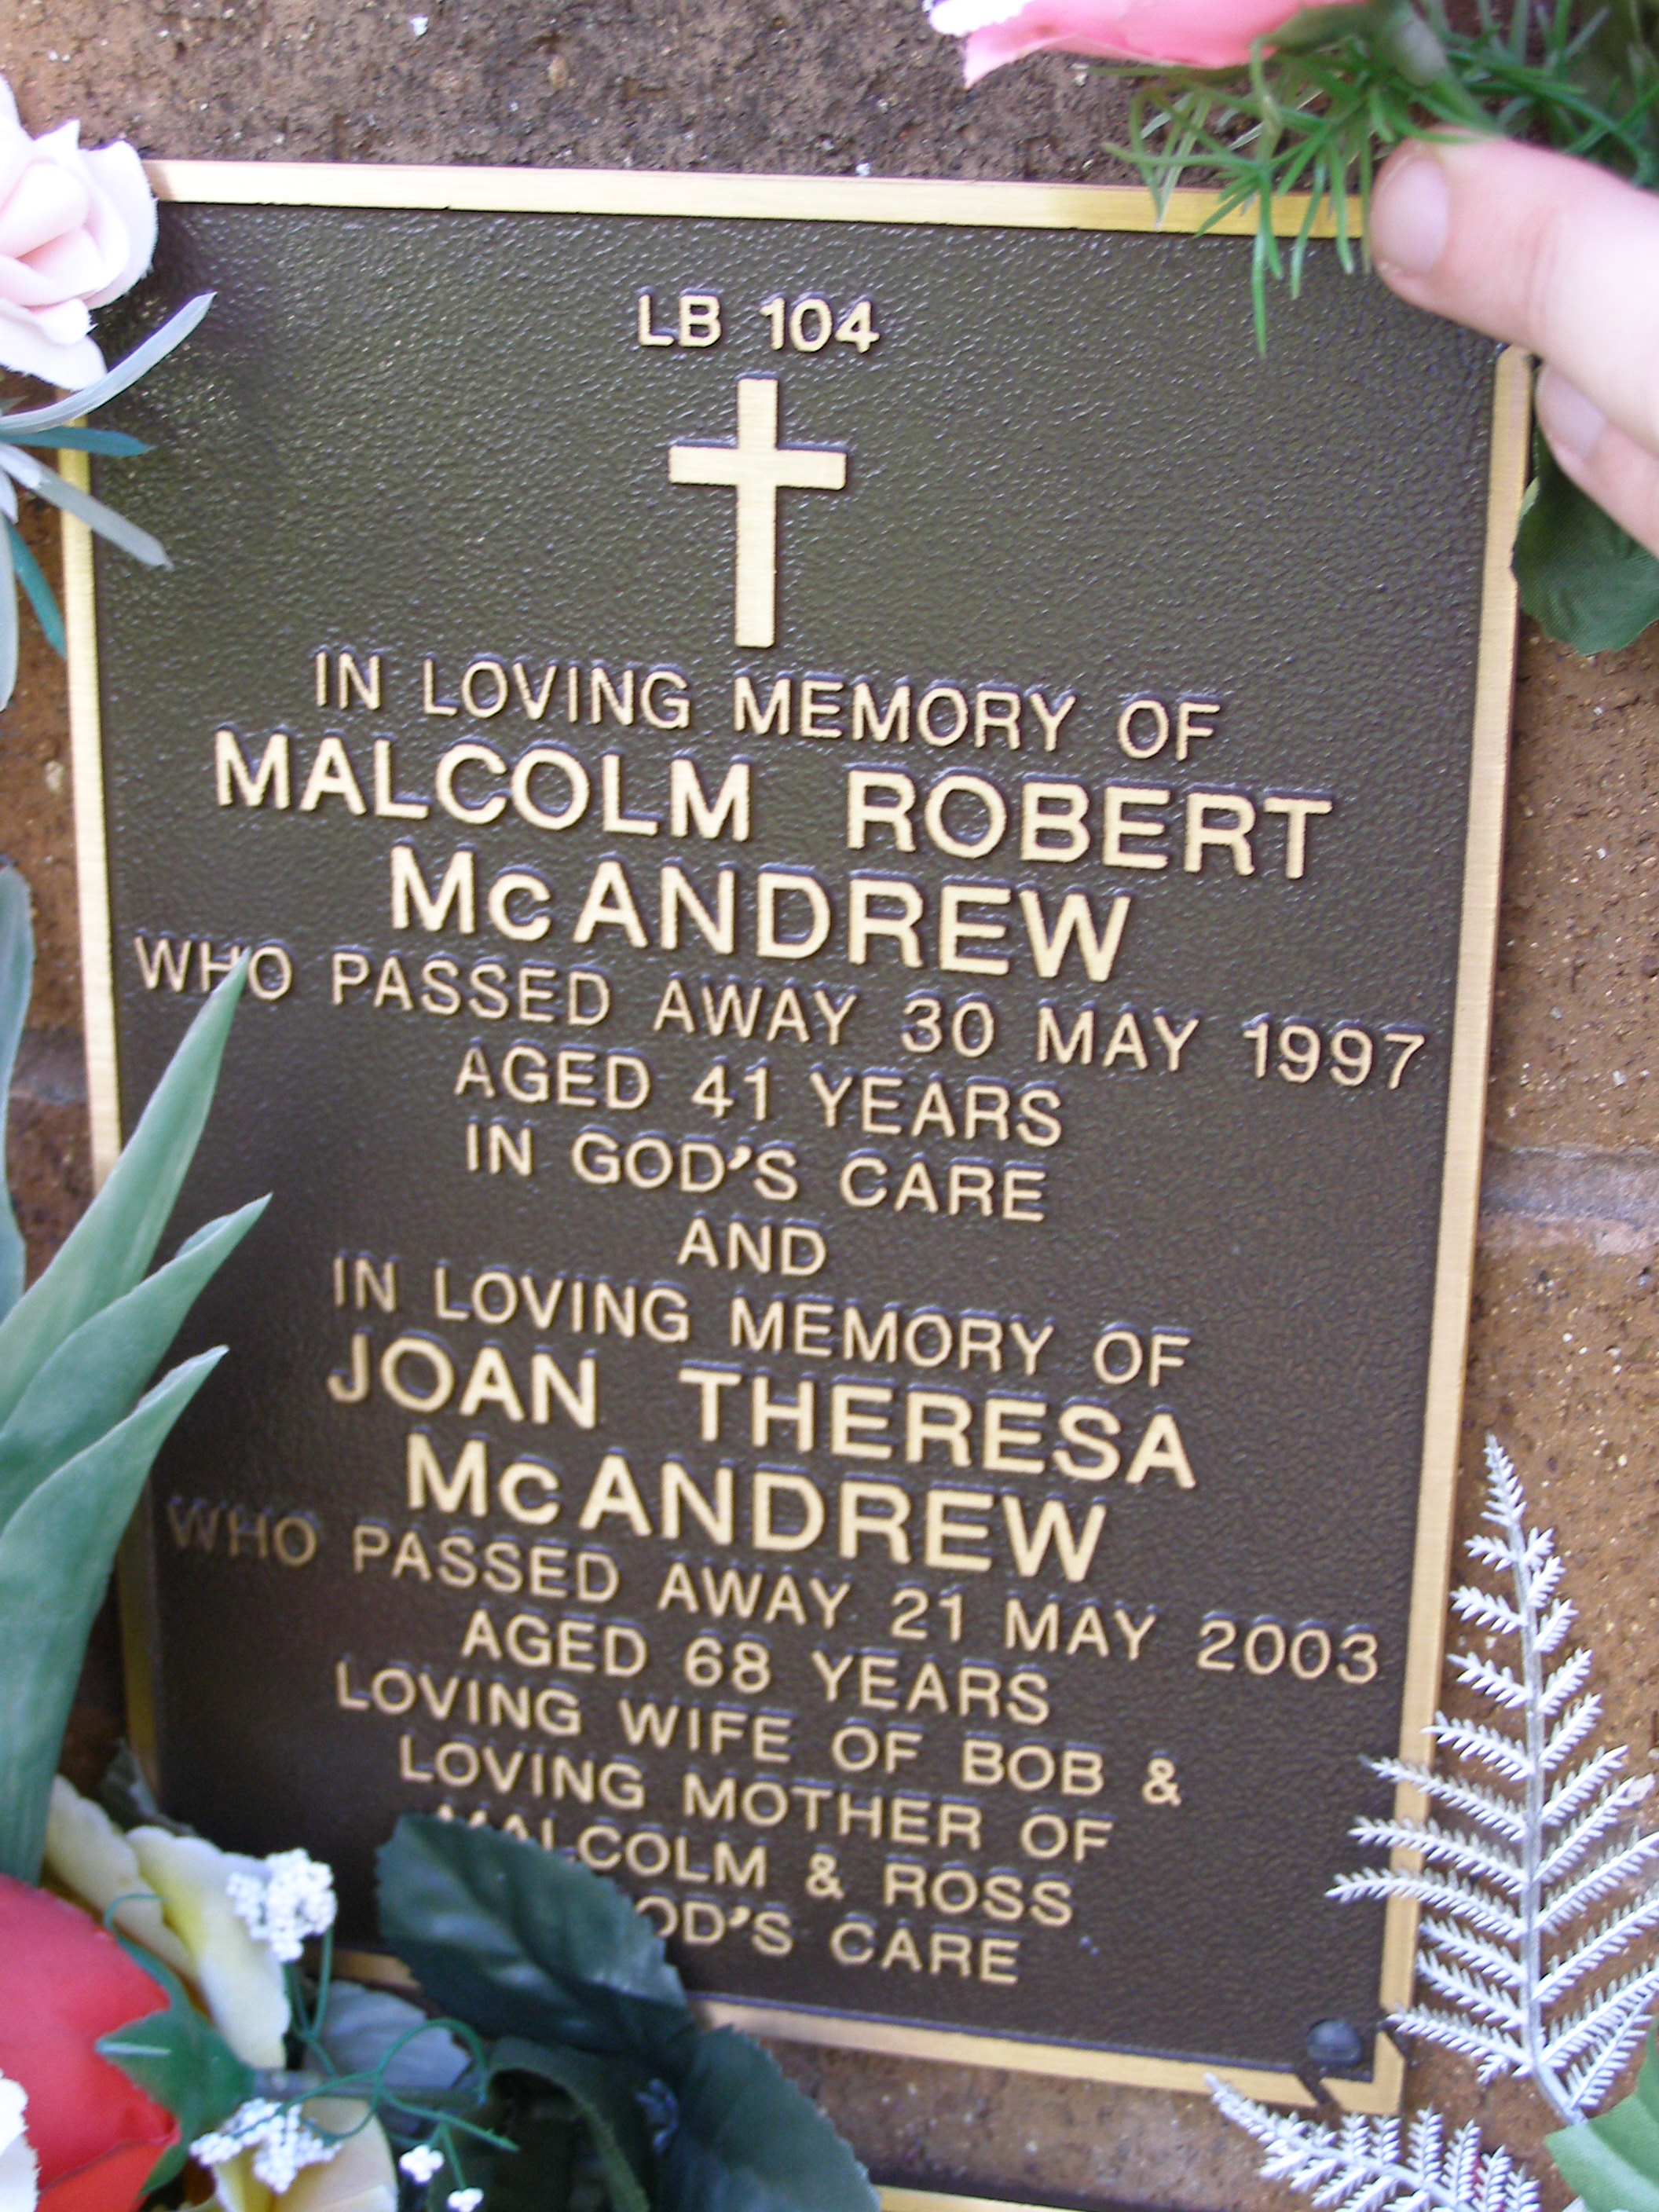 LB 104
IN LOVING MEMORY OF
MALCOLM ROBERT
McANDREW
WHO PASSED AWAY 30 MAY 1997
AGED 41 YEARS
IN GOD'S CARE
AND
IN LOVING MEMORY OF
JOAN THERESA
McANDREW
WHO PASSED AWAY 21 MAY 2003
AGED 68 YEARS
LOVING WIFE OF BOB &
LOVING MOTHER OF
MALCOLM & ROSS
GOD'S CARE